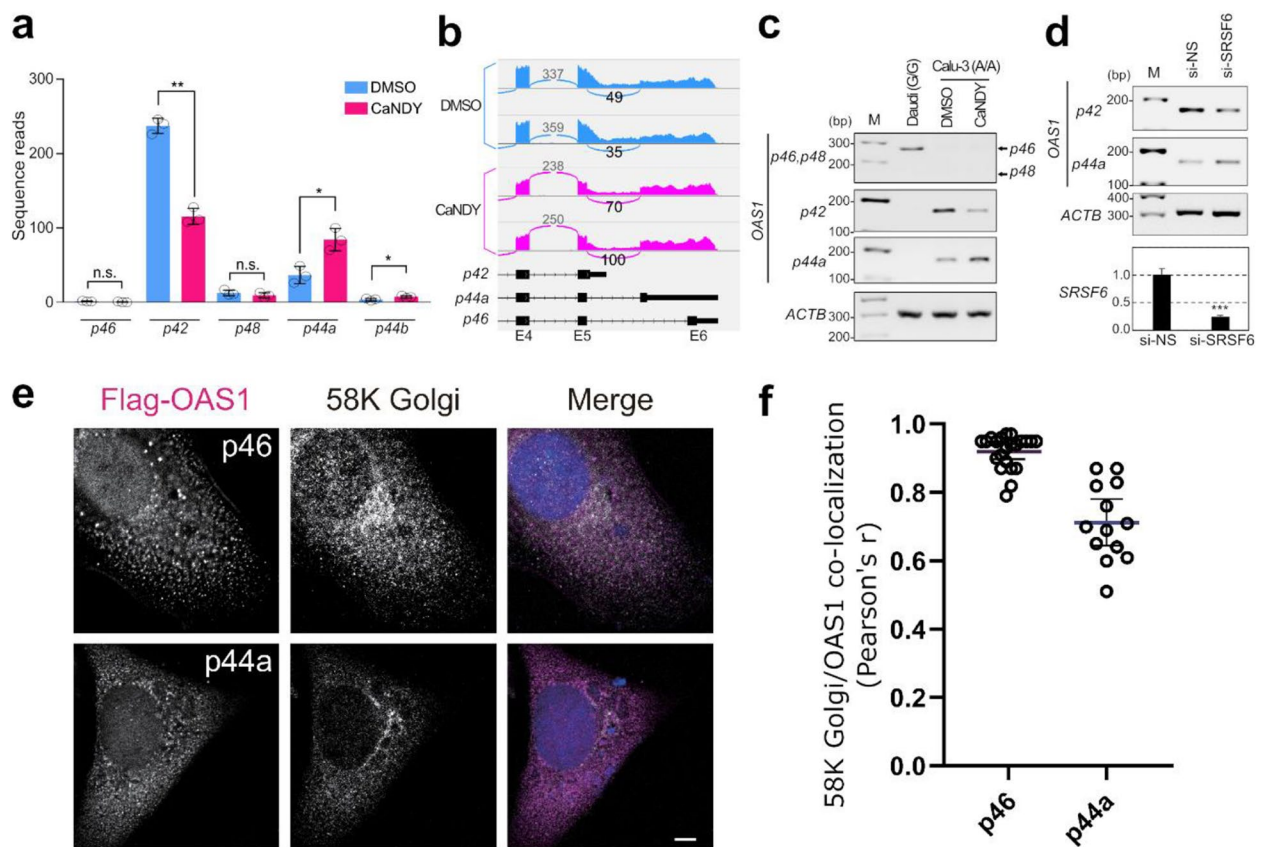 a
Sequence reads
300
200
100
0
n.s.
**
n.s.
*
*
DMSO
CaNDY
p46
p42
p48
p44a
p44b
b
DMSO
337
49
359
35
CaNDY
238
70
250
100
p42
p44a
p46
E4
E5
E6
c
Calu-3 (A/A)
(bp)
M
Daudi (G/G)
DMSO
CaNDY
OAS1
p46,p48
300
200
p46
p48
p42
200
100
p44a
200
100
ACTB
300
200
d
(bp)
M
si-NS
si-SRSF6
OAS1
p42
200
p44a
200
100
ACTB
400
300
SRSF6
1.0
0.5
0.0
***
si-NS
si-SRSF6
e
Flag-OAS1
58K Golgi
Merge
p46
p44a
f
58K Golgi/OAS1 co-localization
(Pearson's r)
1.0
0.8
0.6
0.4
0.2
0.0
p46
p44a